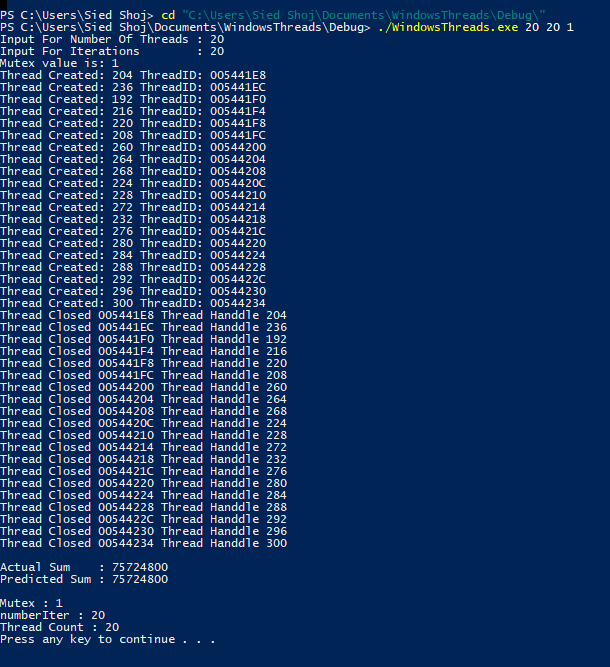 PS C:\Users\Sied Shoj> cd "C:\Users\Sied Shoj\Documents\WindowsThreads\Debug\"
PS C:\Users\Sied Shoj\Documents\WindowsThreads\Debug> ./WindowsThreads.exe 20 20 1
Input For Number Of Threads : 20
Input For Iterations        : 20
Mutex value is: 1
Thread Created: 204 ThreadID: 005441E8
Thread Created: 236 ThreadID: 005441EC
Thread Created: 192 ThreadID: 005441F0
Thread Created: 216 ThreadID: 005441F4
Thread Created: 220 ThreadID: 005441F8
Thread Created: 208 ThreadID: 005441FC
Thread Created: 260 ThreadID: 00544200
Thread Created: 264 ThreadID: 00544204
Thread Created: 268 ThreadID: 00544208
Thread Created: 224 ThreadID: 0054420C
Thread Created: 228 ThreadID: 00544210
Thread Created: 272 ThreadID: 00544214
Thread Created: 232 ThreadID: 00544218
Thread Created: 276 ThreadID: 0054421C
Thread Created: 280 ThreadID: 00544220
Thread Created: 284 ThreadID: 00544224
Thread Created: 288 ThreadID: 00544228
Thread Created: 292 ThreadID: 0054422C
Thread Created: 296 ThreadID: 00544230
Thread Created: 300 ThreadID: 00544234
Thread Closed 005441E8 Thread Handdle 204
Thread Closed 005441EC Thread Handdle 236
Thread Closed 005441F0 Thread Handdle 192
Thread Closed 005441F4 Thread Handdle 216
Thread Closed 005441F8 Thread Handdle 220
Thread Closed 005441FC Thread Handdle 208
Thread Closed 00544200 Thread Handdle 260
Thread Closed 00544204 Thread Handdle 264
Thread Closed 00544208 Thread Handdle 268
Thread Closed 0054420C Thread Handdle 224
Thread Closed 00544210 Thread Handdle 228
Thread Closed 00544214 Thread Handdle 272
Thread Closed 00544218 Thread Handdle 232
Thread Closed 0054421C Thread Handdle 276
Thread Closed 00544220 Thread Handdle 280
Thread Closed 00544224 Thread Handdle 284
Thread Closed 00544228 Thread Handdle 288
Thread Closed 0054422C Thread Handdle 292
Thread Closed 00544230 Thread Handdle 296
Thread Closed 00544234 Thread Handdle 300
Actual Sum    : 75724800
Predicted Sum : 75724800
Mutex : 1
numberIter : 20
Thread Count : 20
Press any key to continue . . .